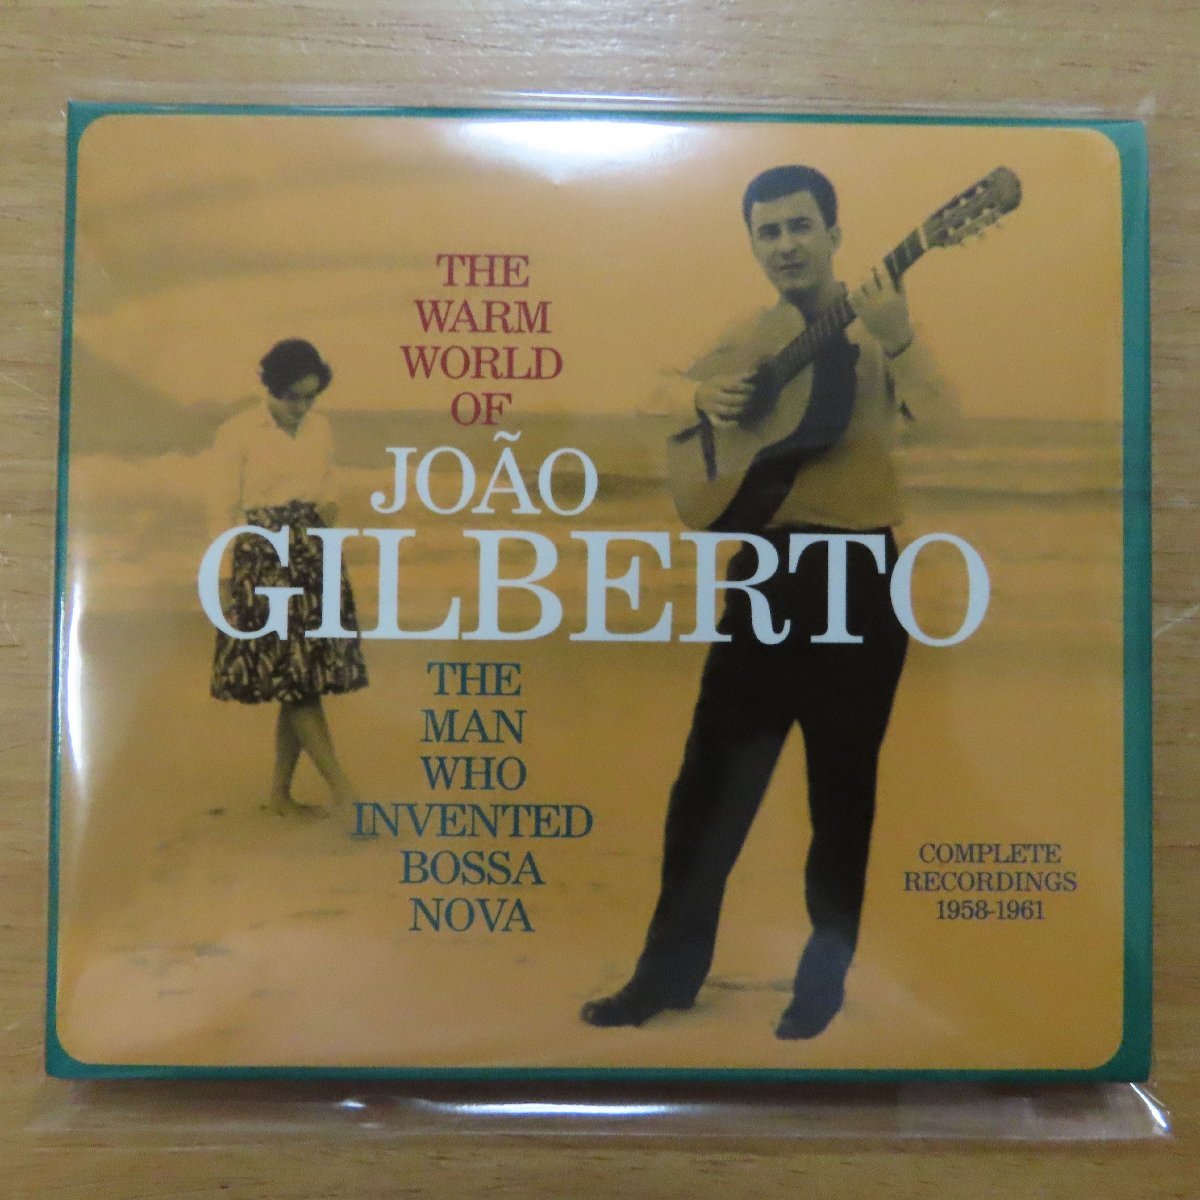 THE
WARM
WORLD
OF
JOÃO
GILBERTO
THE
MAN
WHO
INVENTED
BOSSA
NOVA
COMPLETE
RECORDINGS
1958-1961